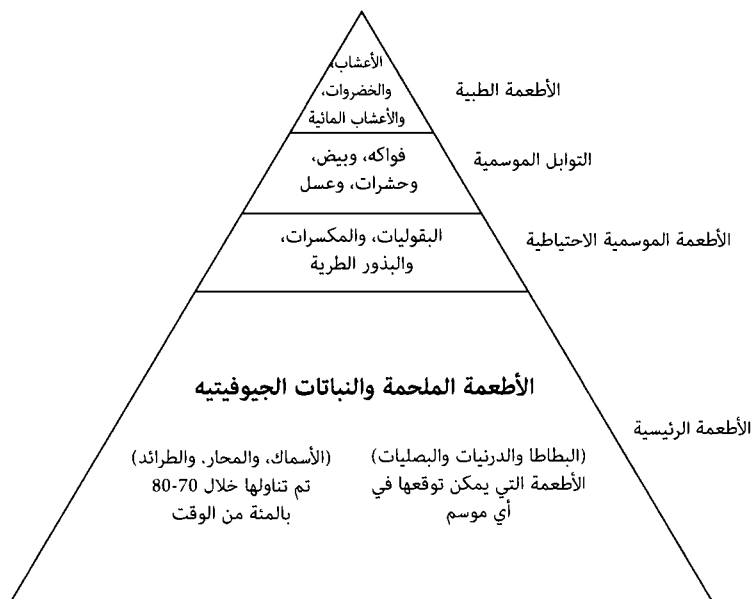 الأعشاب،
والخضروات،
والأعشاب المائية
الأطعمة الطبية
فواكه، وبيض،
وحشرات، وعسل
التوابل الموسمية
البقوليات، والمكسرات،
والبذور الطرية
الأطعمة الموسمية الاحتياطية
الأطعمة الملحمة والنباتات الجيوفيتيه
الأطعمة الرئيسية
(البطاطا والدرنيات والبصليات)
الأطعمة التي يمكن توقعها في
أي موسم
(الأسماك، والمحار. والطرائد)
تم تناولها خلال 70-80
بالمئة من الوقت